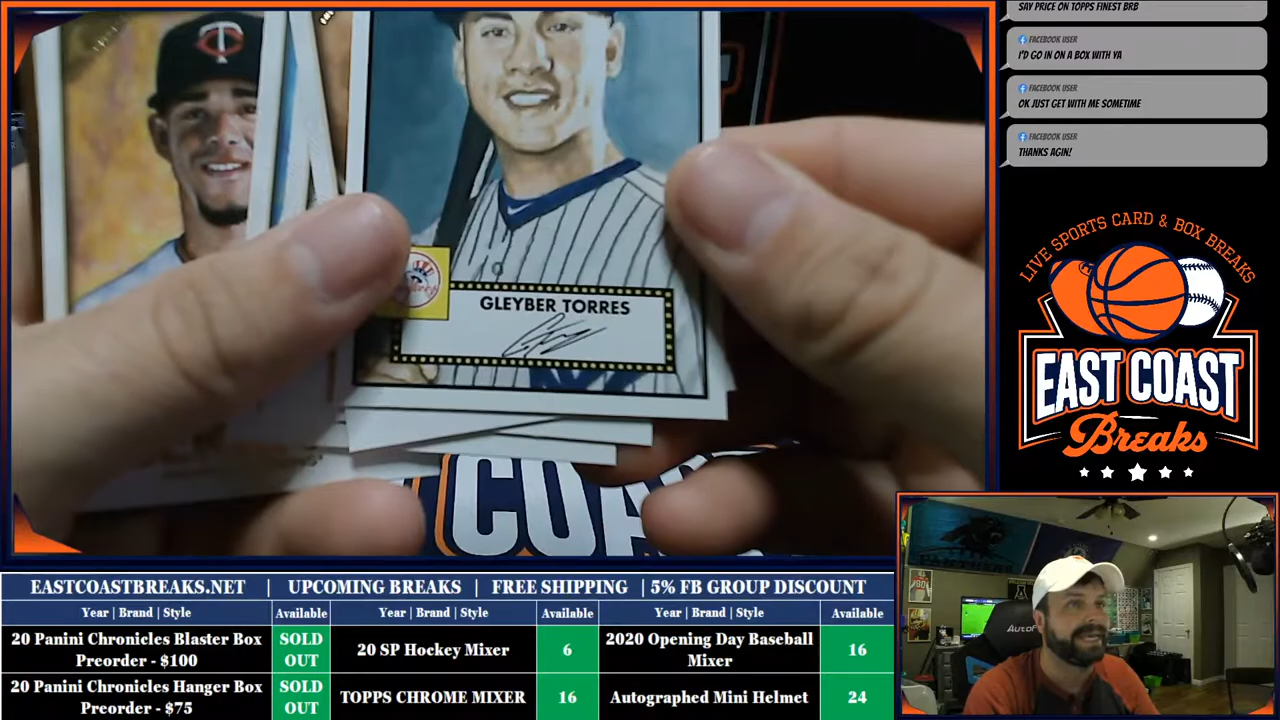 SAY PRICE ON TOPPS FINEST BRB
FACEBOOK USER
I'D GO IN ON A BOX WITH YA
FACEBOOK USER
OK JUST GET WITH ME SOMETIME
FACEBOOK USER
THANKS AGIN!
GLEYBER TORRES
LIVE SPORTS CARD & BOX BREAKS
EAST COAST
Breaks
COA
EASTCOASTBREAKS.NET | UPCOMING BREAKS | FREE SHIPPING | 5% FB GROUP DISCOUNT
Year | Brand | Style Available Year | Brand | Style Available Year | Brand | Style Available
20 Panini Chronicles Blaster Box Preorder - $100 SOLD OUT 20 SP Hockey Mixer 6 2020 Opening Day Baseball Mixer 16
20 Panini Chronicles Hanger Box Preorder - $75 SOLD OUT TOPPS CHROME MIXER 16 Autographed Mini Helmet 24